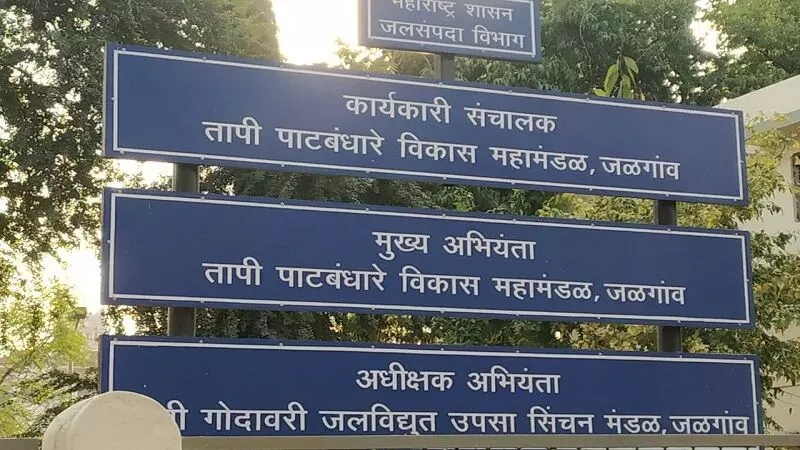 महाराष्ट्र शासन
जलसंपदा विभाग
कार्यकारी संचालक
तापी पाटबंधारे विकास महामंडळ, जळगांव
मुख्य अभियंता
तापी पाटबंधारे विकास महामंडळ, जळगांव
अधीक्षक अभियंता
गोदावरी जलविद्युत उपसा सिंचन मंडळ, जळगांव